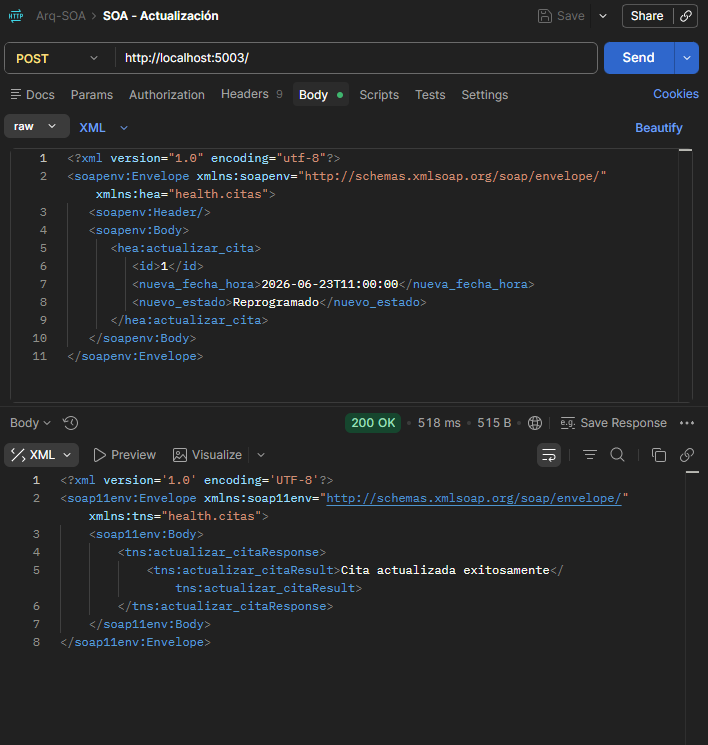 HTTP Arq-SOA > SOA - Actualización Save Share
POST http://localhost:5003/ Send
Docs Params Authorization Headers 9 Body Scripts Tests Settings Cookies
raw XML Beautify
1 <?xml version="1.0" encoding="utf-8"?>
2 <soapenv:Envelope xmlns:soapenv="http://schemas.xmlsoap.org/soap/envelope/"
xmlns:hea="health.citas">
3 <soapenv:Header/>
4 <soapenv:Body>
5 <hea:actualizar_cita>
6 <id>1</id>
7 <nueva_fecha_hora>2026-06-23T11:00:00</nueva_fecha_hora>
8 <nuevo_estado>Reprogramado</nuevo_estado>
9 </hea:actualizar_cita>
10 </soapenv:Body>
11 </soapenv:Envelope>
Body 200 OK • 518 ms • 515 B • e.g. Save Response
XML Preview Visualize
1 <?xml version='1.0' encoding='UTF-8'?>
2 <soap11env:Envelope xmlns:soap11env="http://schemas.xmlsoap.org/soap/envelope/"
xmlns:tns="health.citas">
3 <soap11env:Body>
4 <tns:actualizar_citaResponse>
5 <tns:actualizar_citaResult>Cita actualizada exitosamente</
tns:actualizar_citaResult>
6 </tns:actualizar_citaResponse>
7 </soap11env:Body>
8 </soap11env:Envelope>